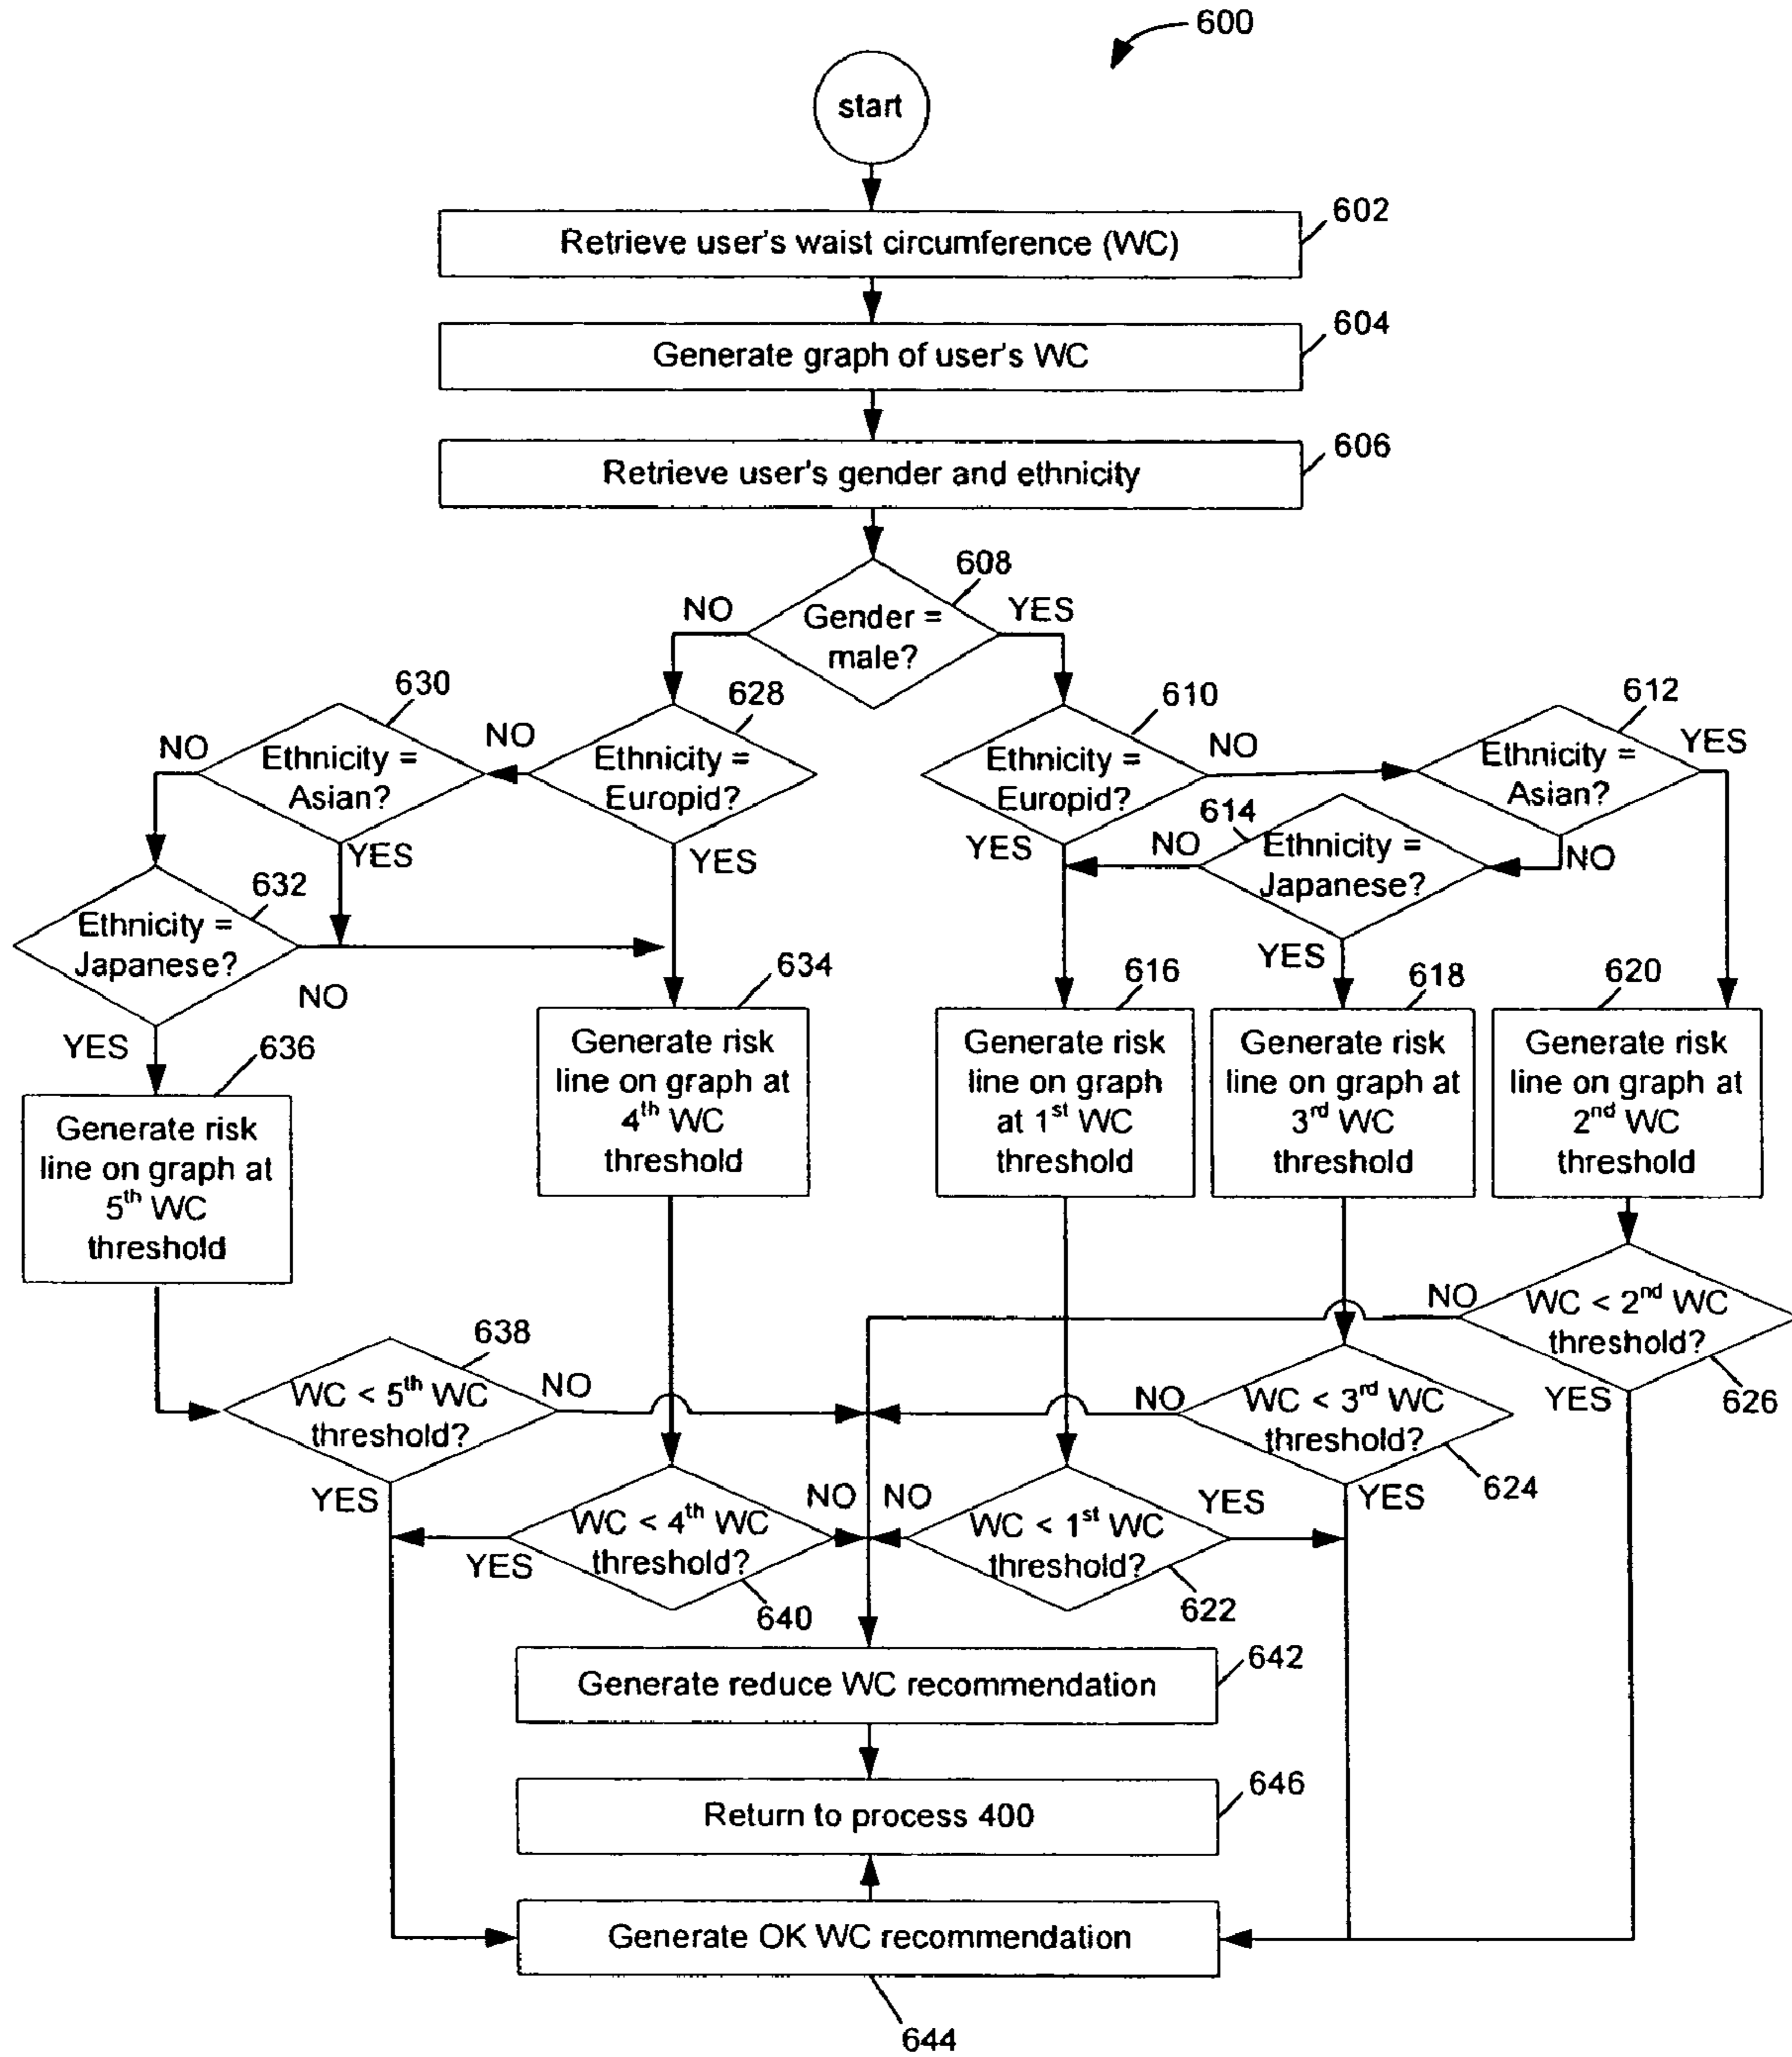 600
start
602
Retrieve user's waist circumference (WC)
604
Generate graph of user's WC
606
Retrieve user's gender and ethnicity
608
NO
Gender =
male?
YES
630
NO
Ethnicity =
Asian?
YES
628
NO
Ethnicity =
Europid?
YES
610
Ethnicity =
Europid?
NO
YES
612
Ethnicity =
Asian?
YES
NO
614
NO
Ethnicity =
Japanese?
YES
632
Ethnicity =
Japanese?
NO
YES
636
Generate risk
line on graph at
5th WC
threshold
634
Generate risk
line on graph at
4th WC
threshold
616
Generate risk
line on graph
at 1st WC
threshold
618
Generate risk
line on graph at
3rd WC
threshold
620
Generate risk
line on graph at
2nd WC
threshold
NO
WC < 2nd WC
threshold?
YES
626
638
WC < 5th WC
threshold?
NO
YES
NO
WC < 3rd WC
threshold?
YES
624
WC < 4th WC
threshold?
NO
YES
640
NO
WC < 1st WC
threshold?
YES
622
642
Generate reduce WC recommendation
646
Return to process 400
Generate OK WC recommendation
644